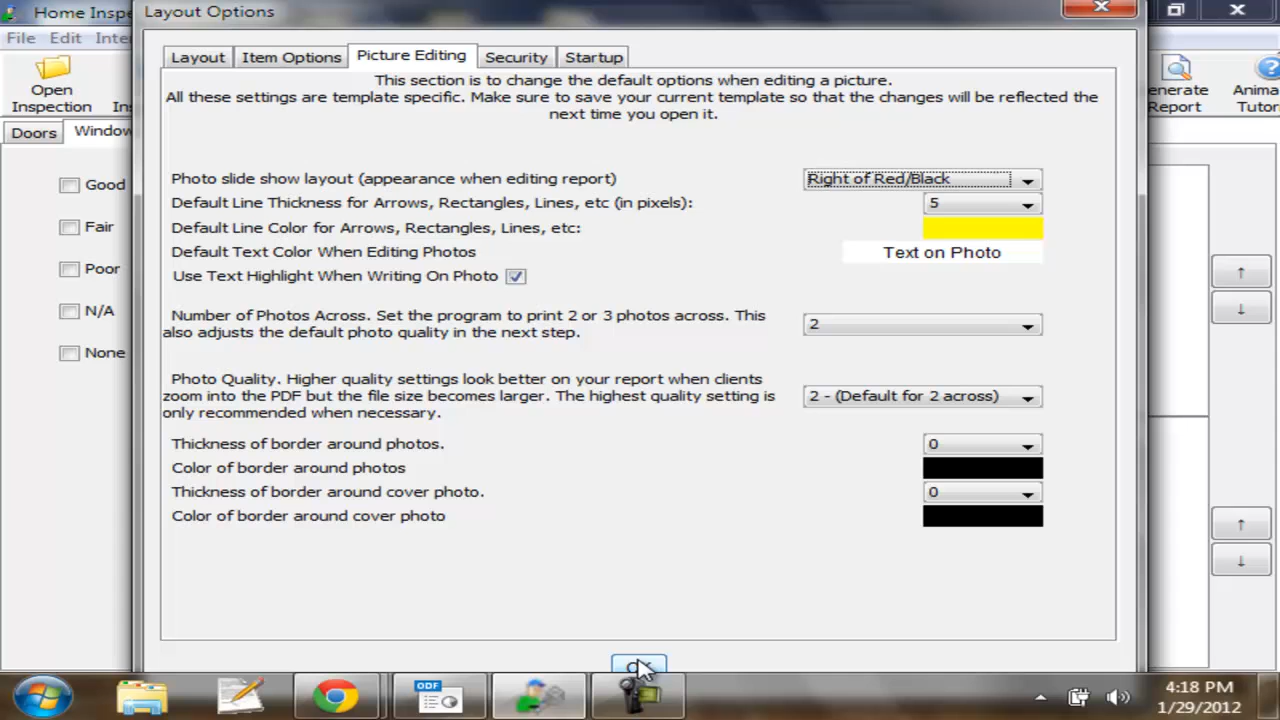 Home Inspe
Layout Options
File Edit Inte
Open
Inspection
In
enerate
Report
Anima
Tutor
Doors
Window
Layout
Item Options
Picture Editing
Security
Startup
This section is to change the default options when editing a picture.
All these settings are template specific. Make sure to save your current template so that the changes will be reflected the
next time you open it.
Good
Fair
Poor
N/A
None
Photo slide show layout (appearance when editing report)
Right of Red/Black
Default Line Thickness for Arrows, Rectangles, Lines, etc (in pixels):
5
Default Line Color for Arrows, Rectangles, Lines, etc:
Default Text Color When Editing Photos
Text on Photo
Use Text Highlight When Writing On Photo
Number of Photos Across. Set the program to print 2 or 3 photos across. This
also adjusts the default photo quality in the next step.
2
Photo Quality. Higher quality settings look better on your report when clients
zoom into the PDF but the file size becomes larger. The highest quality setting is
only recommended when necessary.
2 - (Default for 2 across)
Thickness of border around photos.
0
Color of border around photos
Thickness of border around cover photo.
0
Color of border around cover photo
ODF
4:18 PM
1/29/2012